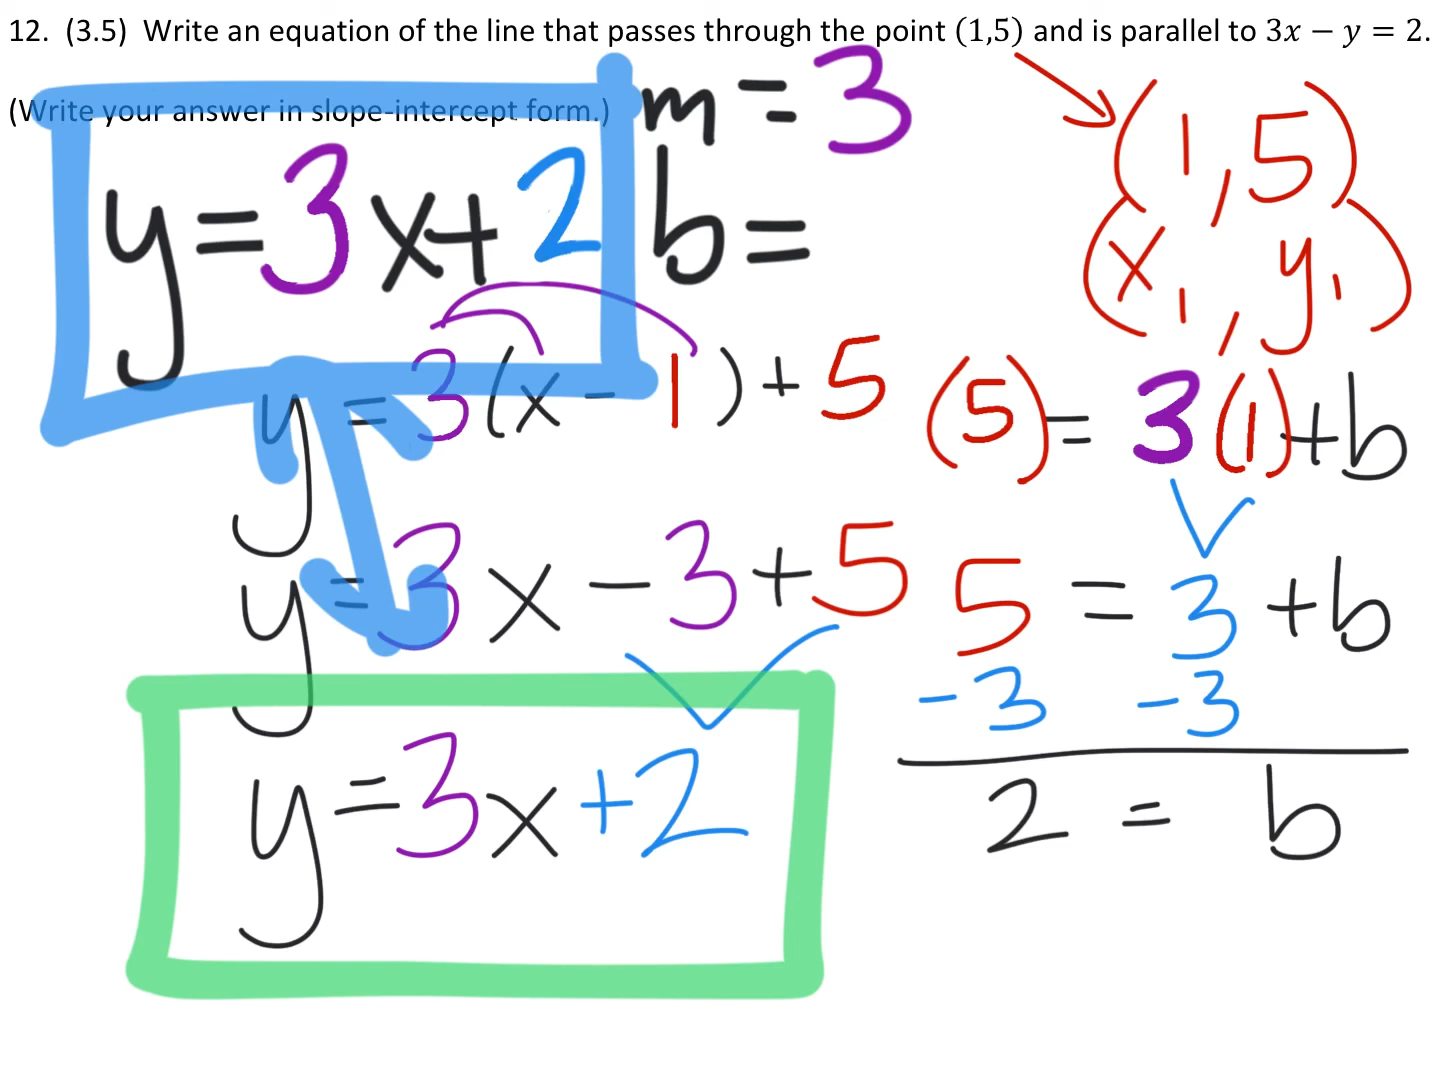 12. (3.5) Write an equation of the line that passes through the point (1,5) and is parallel to 3x − y = 2.
(Write your answer in slope-intercept form.)
m = 3
(1,5)
y=3x+2
b=
(x₁, y₁)
y = 3(x - 1) + 5
(5) = 3(1)+b
y = 3x - 3 + 5
5 = 3 + b
-3 -3
y = 3x + 2
2 = b